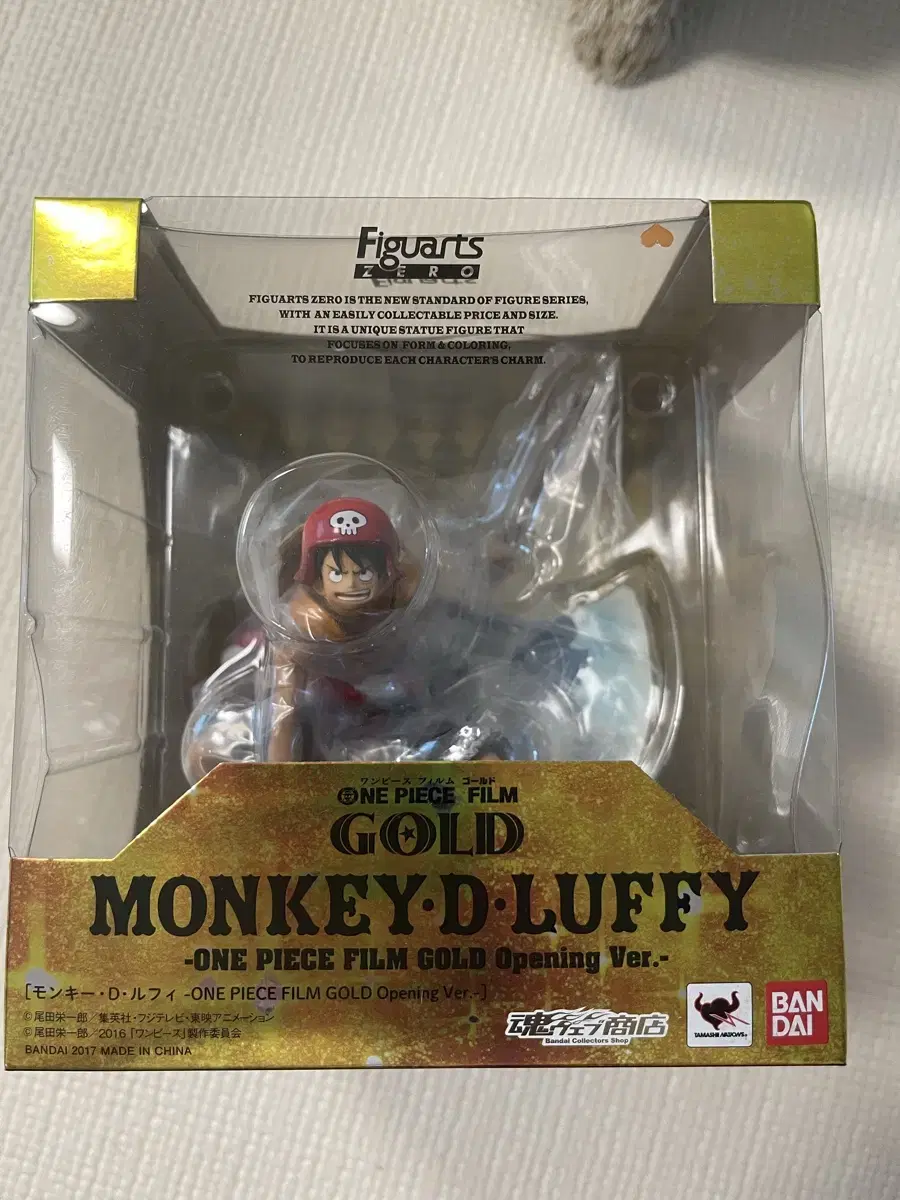 Figuarts
ZERO
FIGUARTS ZERO IS THE NEW STANDARD OF FIGURE SERIES,
WITH AN EASILY COLLECTABLE PRICE AND SIZE.
IT IS A UNIQUE STATUE FIGURE THAT
FOCUSES ON FORM & COLORING,
TO REPRODUCE EACH CHARACTER'S CHARM.
ワンピース フィルム ゴールド
ONE PIECE FILM
GOLD
MONKEY・D・LUFFY
-ONE PIECE FILM GOLD Opening Ver.-
[モンキー・D・ルフィ -ONE PIECE FILM GOLD Opening Ver.-]
©尾田栄一郎/集英社・フジテレビ・東映アニメーション
©尾田栄一郎/2016「ワンピース」製作委員会
BANDAI 2017 MADE IN CHINA
魂ウェブ商店
Bandai Collectors Shop
TAMASHII NATIONS
BAN
DAI